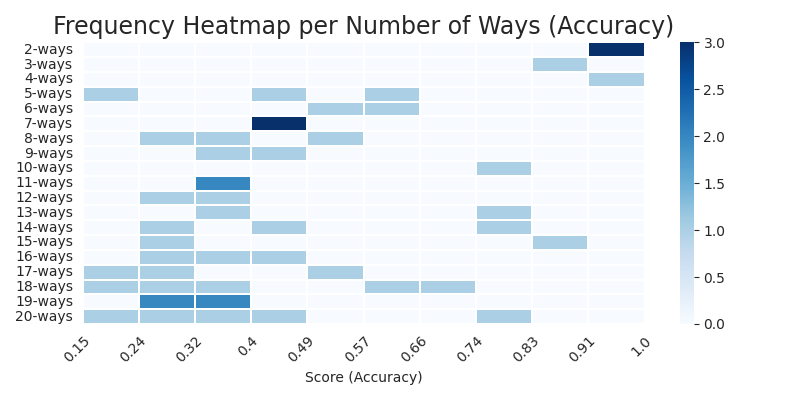 Frequency Heatmap per Number of Ways (Accuracy)
2-ways
3-ways
4-ways
5-ways
6-ways
7-ways
8-ways
9-ways
10-ways
11-ways
12-ways
13-ways
14-ways
15-ways
16-ways
17-ways
18-ways
19-ways
20-ways
0.15 0.24 0.32 0.4 0.49 0.57 0.66 0.74 0.83 0.91 1.0
Score (Accuracy)
3.0
2.5
2.0
1.5
1.0
0.5
0.0